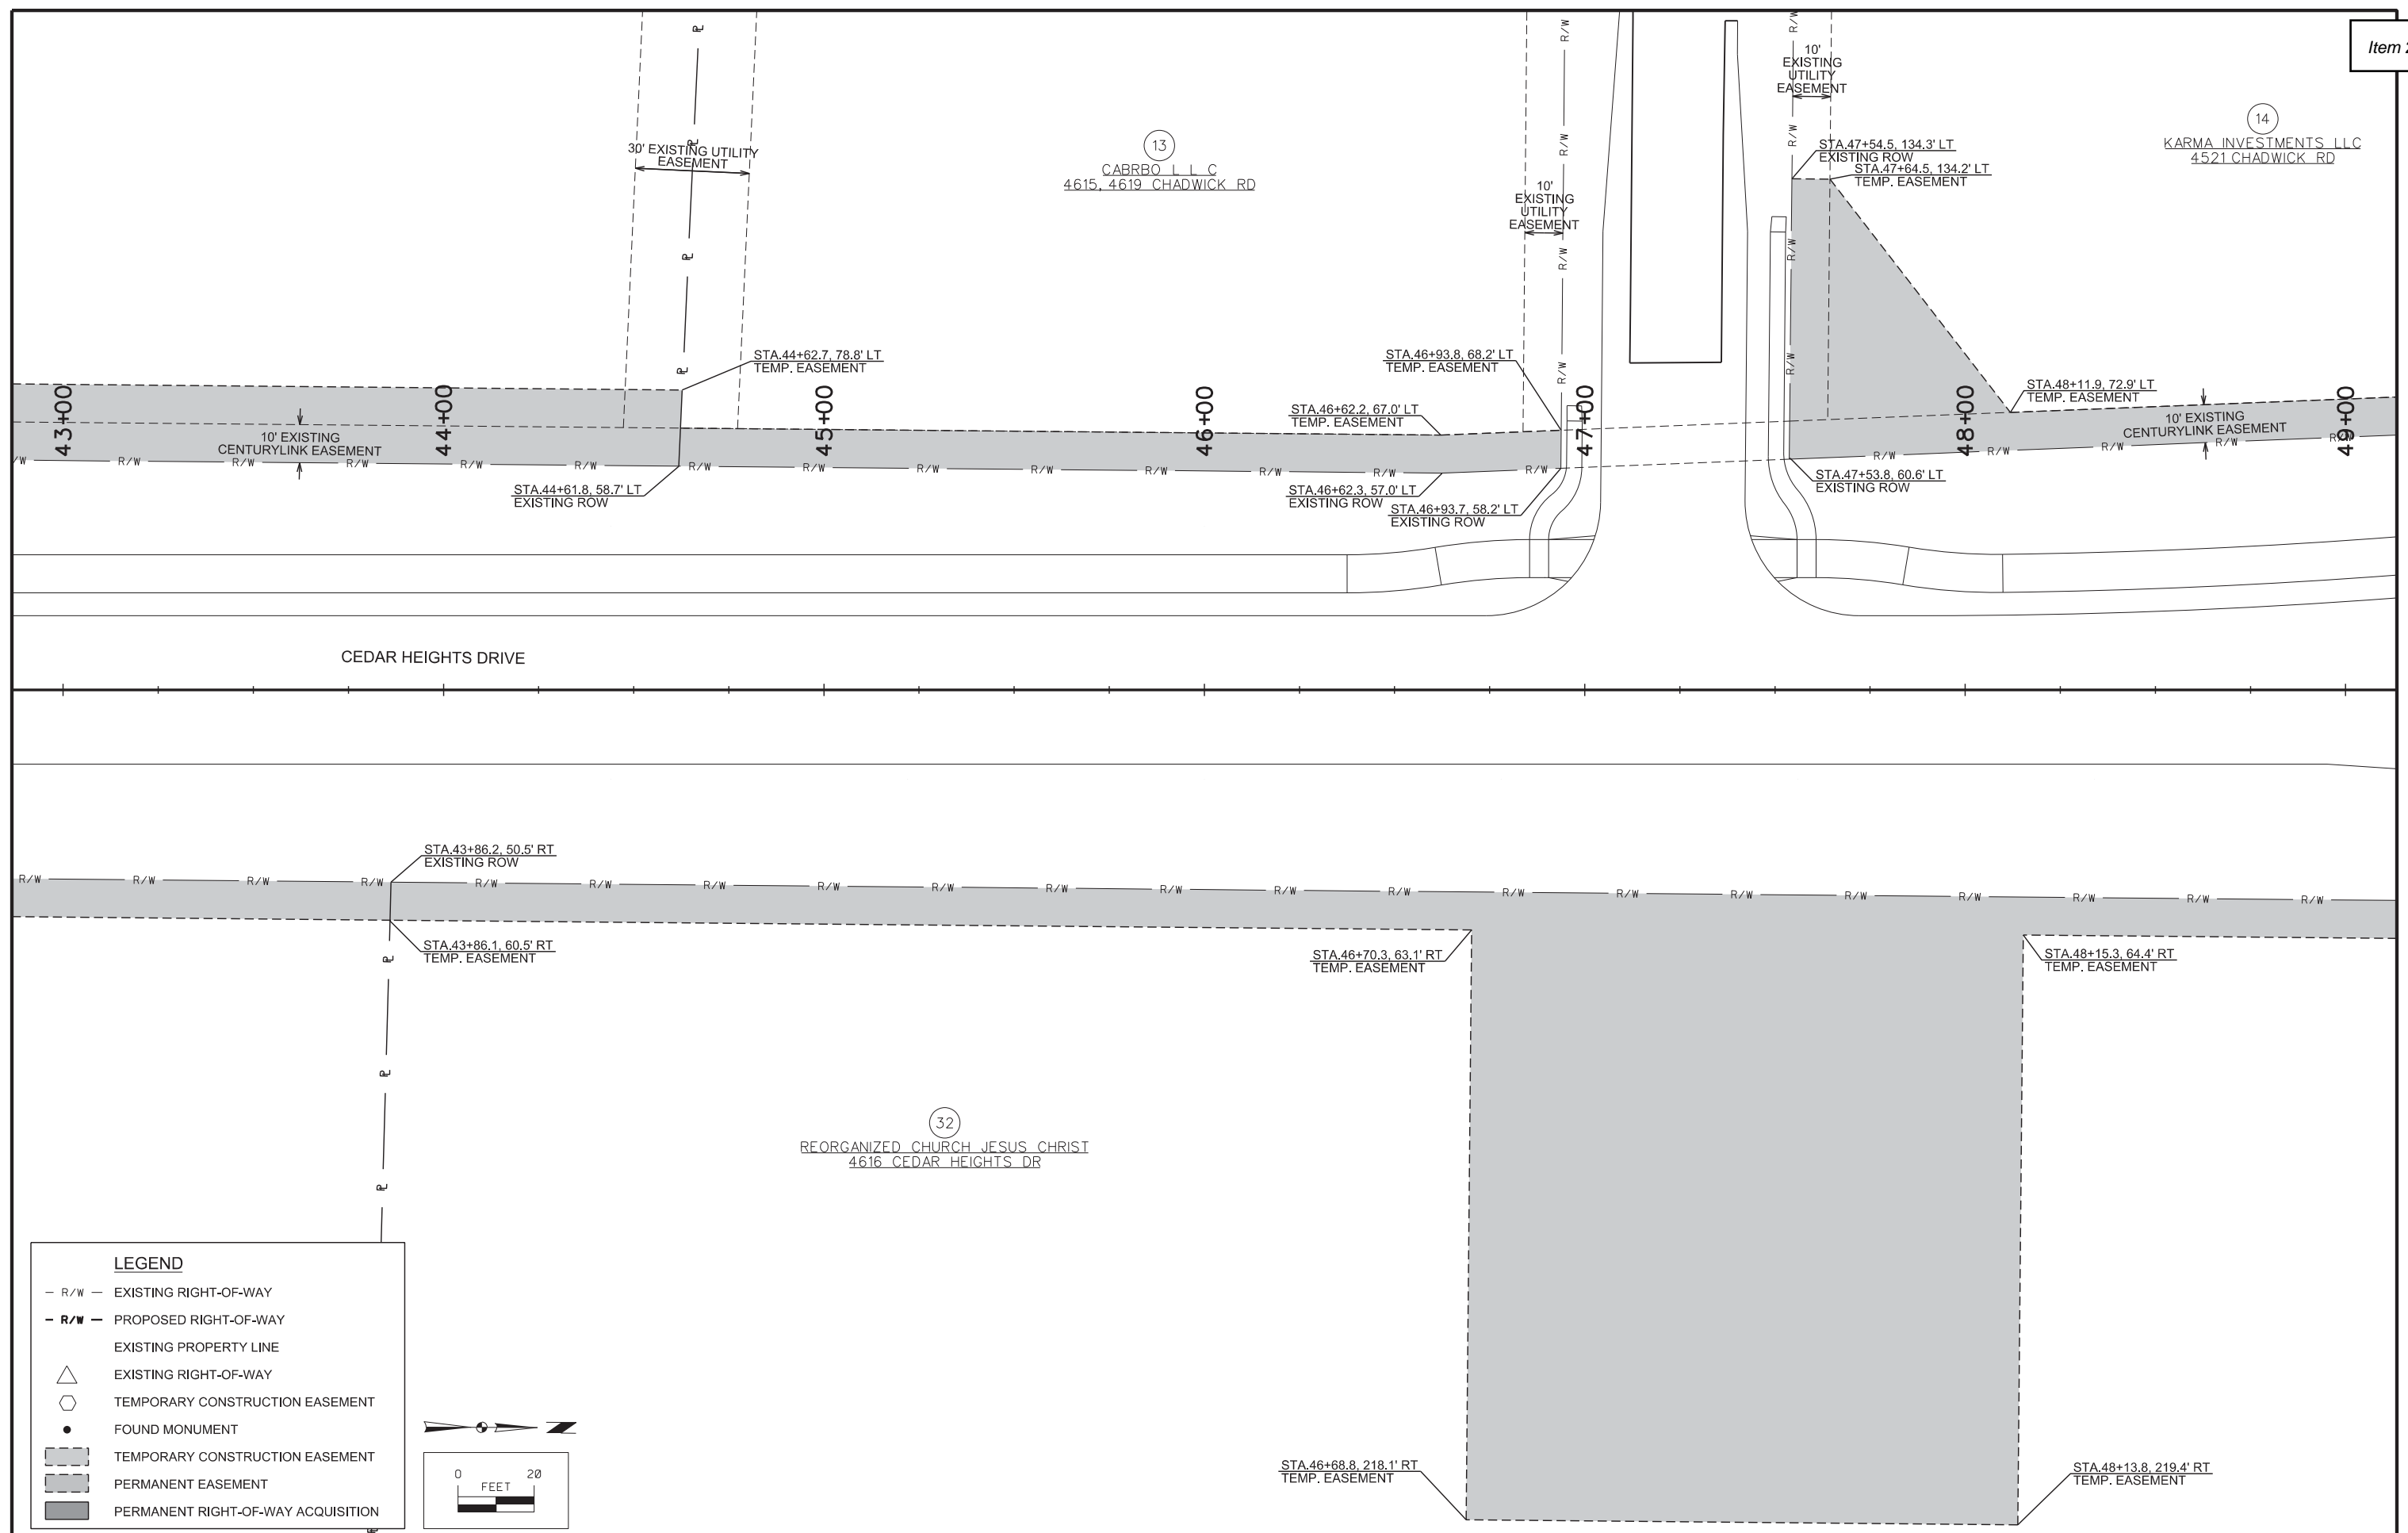 Item 2
10'
EXISTING
UTILITY
EASEMENT
30' EXISTING UTILITY
EASEMENT
13
CABRBO L L C
4615, 4619 CHADWICK RD
10'
EXISTING
UTILITY
EASEMENT
14
KARMA INVESTMENTS LLC
4521 CHADWICK RD
STA.47+54.5, 134.3' LT
EXISTING ROW
STA.47+64.5, 134.2' LT
TEMP. EASEMENT
STA.44+62.7, 78.8' LT
TEMP. EASEMENT
STA.46+93.8, 68.2' LT
TEMP. EASEMENT
STA.46+62.2, 67.0' LT
TEMP. EASEMENT
STA.48+11.9, 72.9' LT
TEMP. EASEMENT
43+00
44+00
45+00
46+00
47+00
48+00
49+00
10' EXISTING
CENTURYLINK EASEMENT
10' EXISTING
CENTURYLINK EASEMENT
R/W R/W R/W R/W R/W R/W R/W R/W R/W R/W R/W R/W R/W R/W
R/W R/W R/W R/W R/W
STA.44+61.8, 58.7' LT
EXISTING ROW
STA.46+62.3, 57.0' LT
EXISTING ROW
STA.46+93.7, 58.2' LT
EXISTING ROW
STA.47+53.8, 60.6' LT
EXISTING ROW
CEDAR HEIGHTS DRIVE
STA.43+86.2, 50.5' RT
EXISTING ROW
R/W R/W R/W R/W R/W R/W R/W R/W R/W R/W R/W R/W R/W R/W R/W R/W R/W R/W R/W R/W R/W
STA.43+86.1, 60.5' RT
TEMP. EASEMENT
STA.46+70.3, 63.1' RT
TEMP. EASEMENT
STA.48+15.3, 64.4' RT
TEMP. EASEMENT
32
REORGANIZED CHURCH JESUS CHRIST
4616 CEDAR HEIGHTS DR
STA.46+68.8, 218.1' RT
TEMP. EASEMENT
STA.48+13.8, 219.4' RT
TEMP. EASEMENT
LEGEND
R/W EXISTING RIGHT-OF-WAY
R/W PROPOSED RIGHT-OF-WAY
EXISTING PROPERTY LINE
EXISTING RIGHT-OF-WAY
TEMPORARY CONSTRUCTION EASEMENT
FOUND MONUMENT
TEMPORARY CONSTRUCTION EASEMENT
PERMANENT EASEMENT
PERMANENT RIGHT-OF-WAY ACQUISITION
N
0 20
FEET